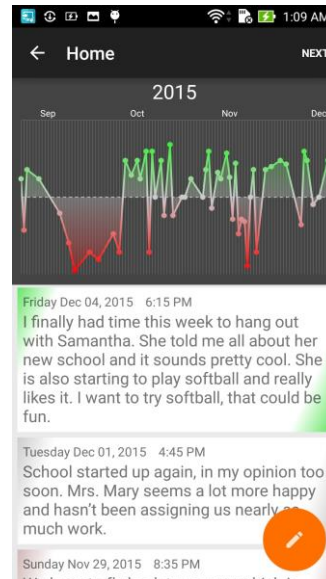 1:09 AM
Home
NEXT
2015
Sep Oct Nov Dec
Friday Dec 04, 2015 6:15 PM
I finally had time this week to hang out
with Samantha. She told me all about her
new school and it sounds pretty cool. She
is also starting to play softball and really
likes it. I want to try softball, that could be
fun.
Tuesday Dec 01, 2015 4:45 PM
School started up again, in my opinion too
soon. Mrs. Mary seems a lot more happy
and hasn't been assigning us nearly so
much work.
Sunday Nov 29, 2015 8:35 PM